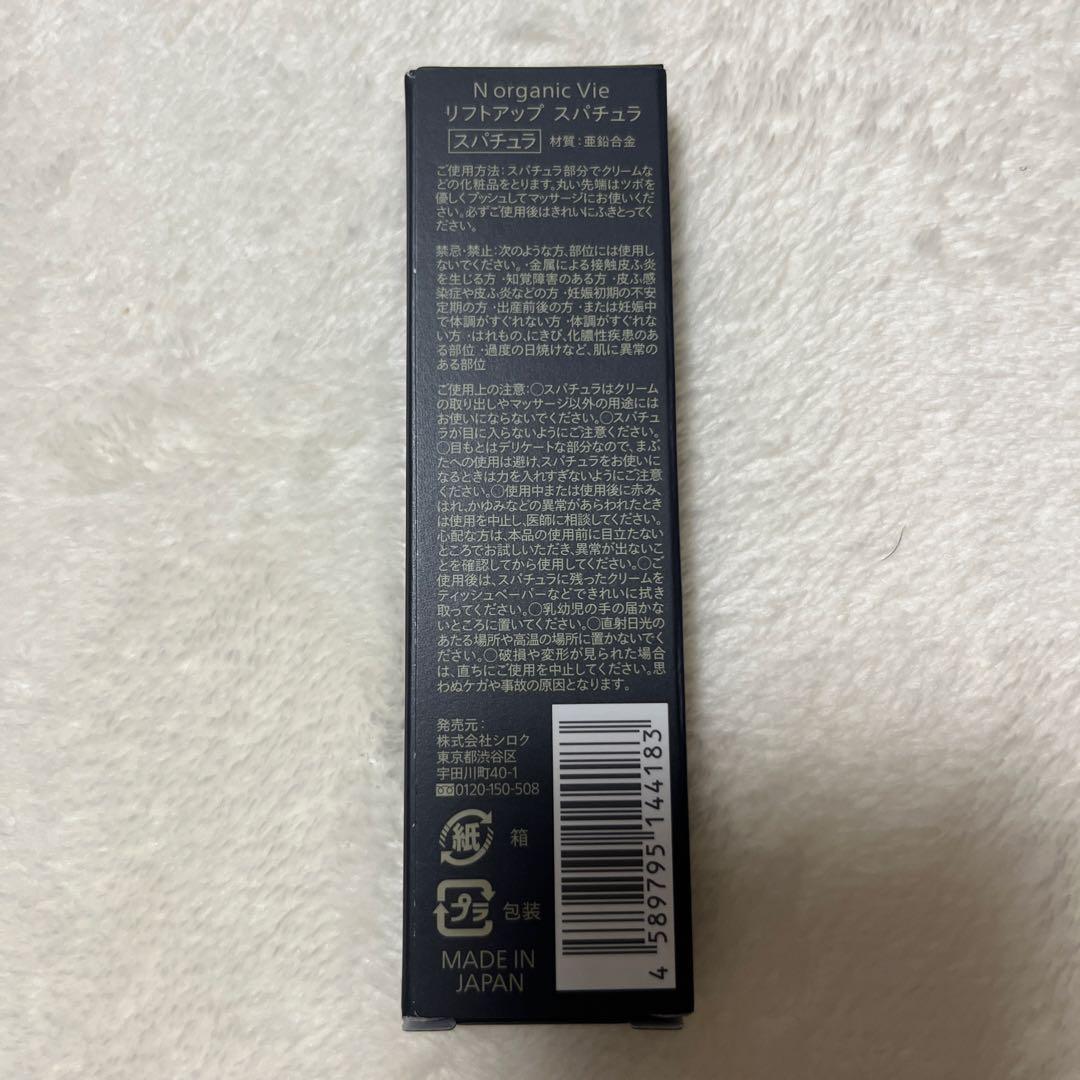 N organic Vie
リフトアップ スパチュラ
スパチュラ 材質：亜鉛合金
ご使用方法：スパチュラ部分でクリームな
どの化粧品をとります。丸い先端はツボを
優しくプッシュしてマッサージにお使いくだ
さい。必ずご使用後はきれいにふきとってく
ださい。
禁忌・禁止：次のような方、部位には使用し
ないでください。・金属による接触皮ふ炎
を生じる方・知覚障害のある方・皮ふ感
染症や皮ふ炎などの方・妊娠初期の不安
定期の方・出産前後の方・または妊娠中
で体調がすぐれない方・体調がすぐれな
い方・はれもの、にきび、化膿性疾患のあ
る部位・過度の日焼けなど、肌に異常の
ある部位
ご使用上の注意：○スパチュラはクリーム
の取り出しやマッサージ以外の用途には
お使いにならないでください。○スパチュ
ラが目に入らないようにご注意ください。
○目もとはデリケートな部分なので、まぶ
たへの使用は避け、スパチュラをお使いに
なるときは力を入れすぎないようにご注意
ください。○使用中または使用後に赤み、
はれ、かゆみなどの異常があらわれたとき
は使用を中止し、医師に相談してください。
心配な方は、本品の使用前に目立たない
ところでお試しいただき、異常が出ないこ
とを確認してから使用してください。○ご
使用後は、スパチュラに残ったクリームを
ティッシュペーパーなどできれいに拭き
取ってください。○乳幼児の手の届かな
いところに置いてください。○直射日光の
あたる場所や高温の場所に置かないでく
ださい。○破損や変形が見られた場合
は、直ちにご使用を中止してください。思
わぬケガや事故の原因となります。
発売元：
株式会社シロク
東京都渋谷区
宇田川町40-1
0120-150-508
紙 箱
プラ 包装
MADE IN
JAPAN
4 589795 144183